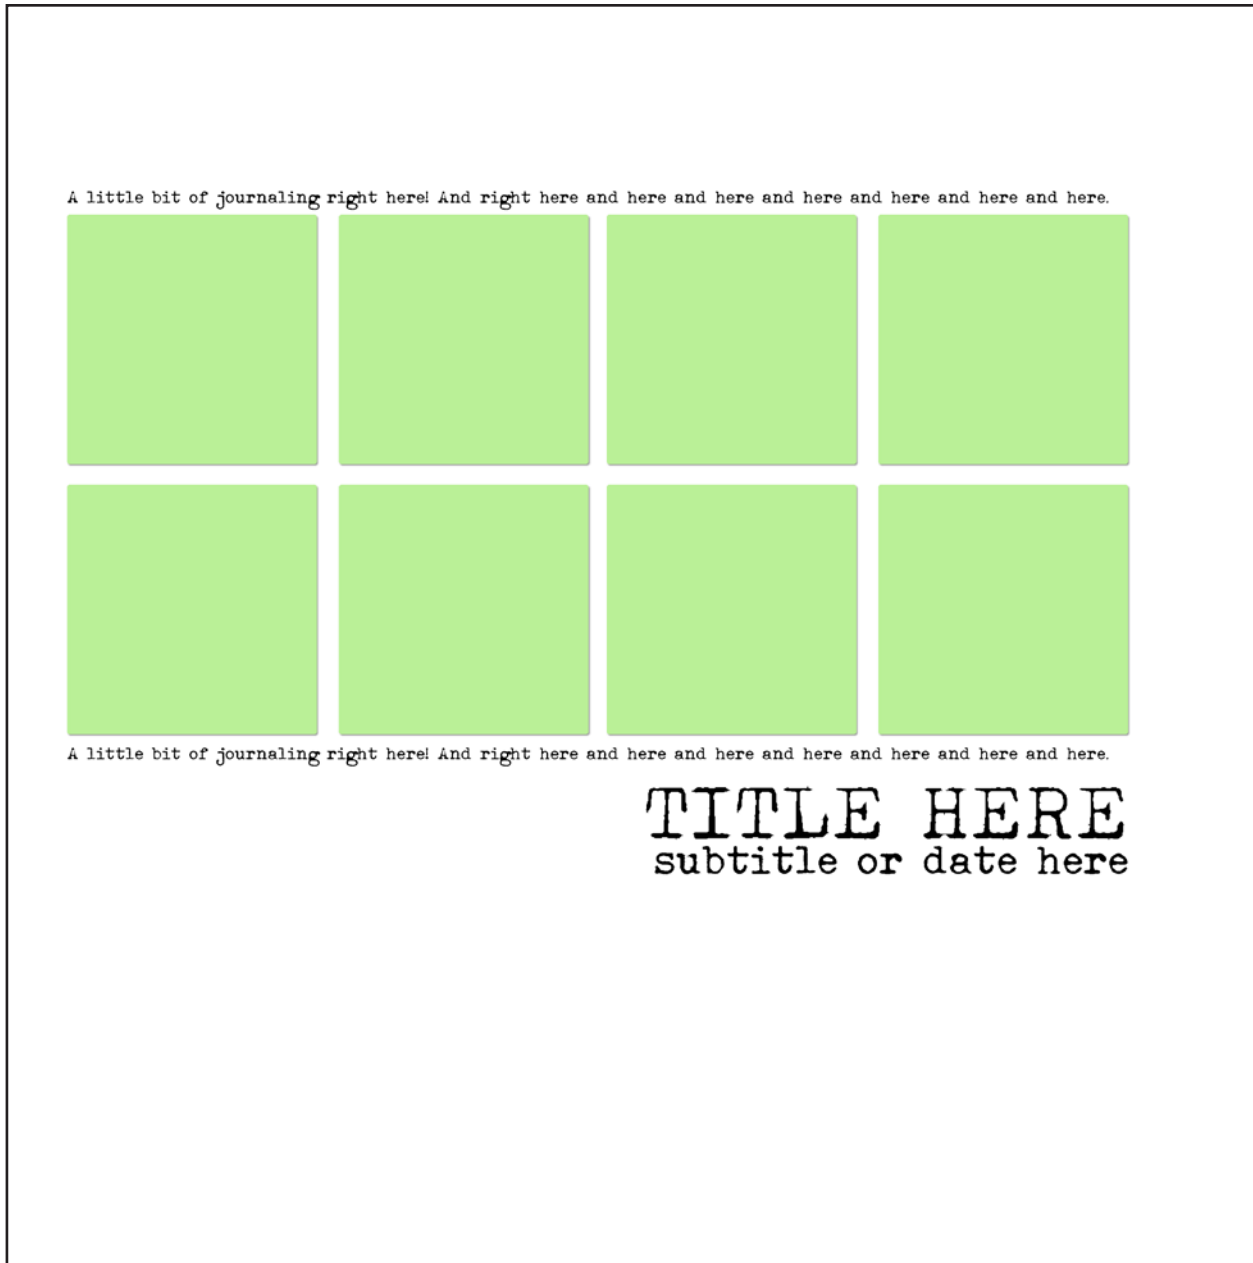 A little bit of journaling right here! And right here and here and here and here and here and here and here.
A little bit of journaling right here! And right here and here and here and here and here and here and here.
TITLE HERE
subtitle or date here